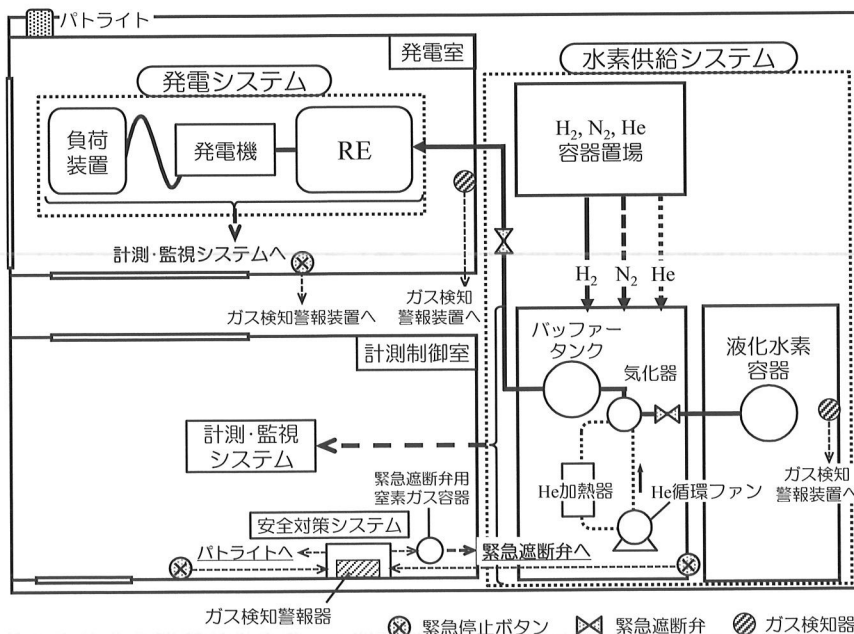 パトライト
発電室
水素供給システム
発電システム
負荷
装置
発電機
RE
H₂, N₂, He
容器置場
計測・監視システムへ
ガス検知警報装置へ
ガス検知
警報装置へ
H₂
N₂
He
計測制御室
バッファー
タンク
気化器
液化水素
容器
計測・監視
システム
緊急遮断弁用
窒素ガス容器
He加熱器
He循環ファン
ガス検知
警報装置へ
安全対策システム
パトライトへ
緊急遮断弁へ
ガス検知警報器
緊急停止ボタン
緊急遮断弁
ガス検知器